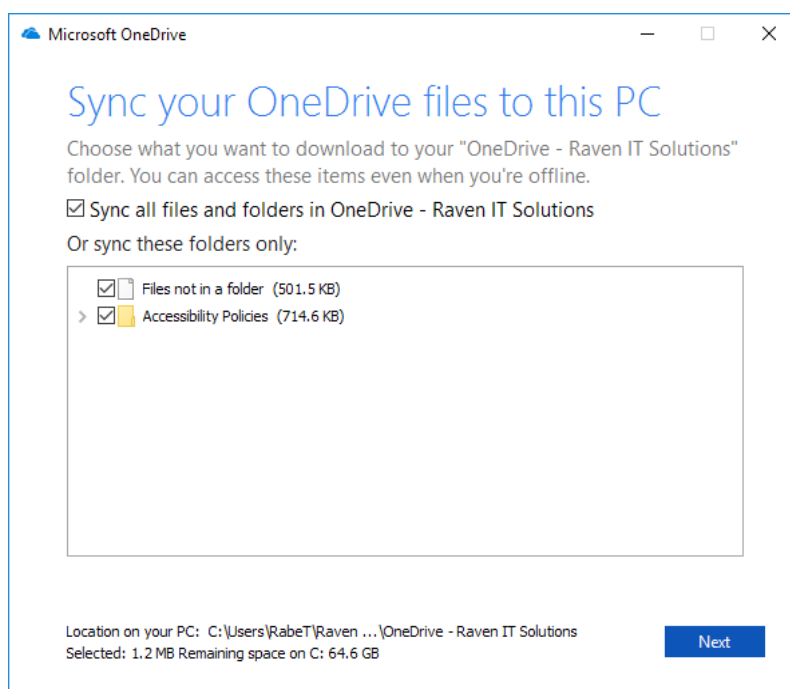 Microsoft OneDrive
Sync your OneDrive files to this PC
Choose what you want to download to your "OneDrive - Raven IT Solutions"
folder. You can access these items even when you're offline.
Sync all files and folders in OneDrive - Raven IT Solutions
Or sync these folders only:
Files not in a folder (501.5 KB)
Accessibility Policies (714.6 KB)
Location on your PC: C:\Users\RabeT\Raven ...\OneDrive - Raven IT Solutions
Selected: 1.2 MB Remaining space on C: 64.6 GB
Next